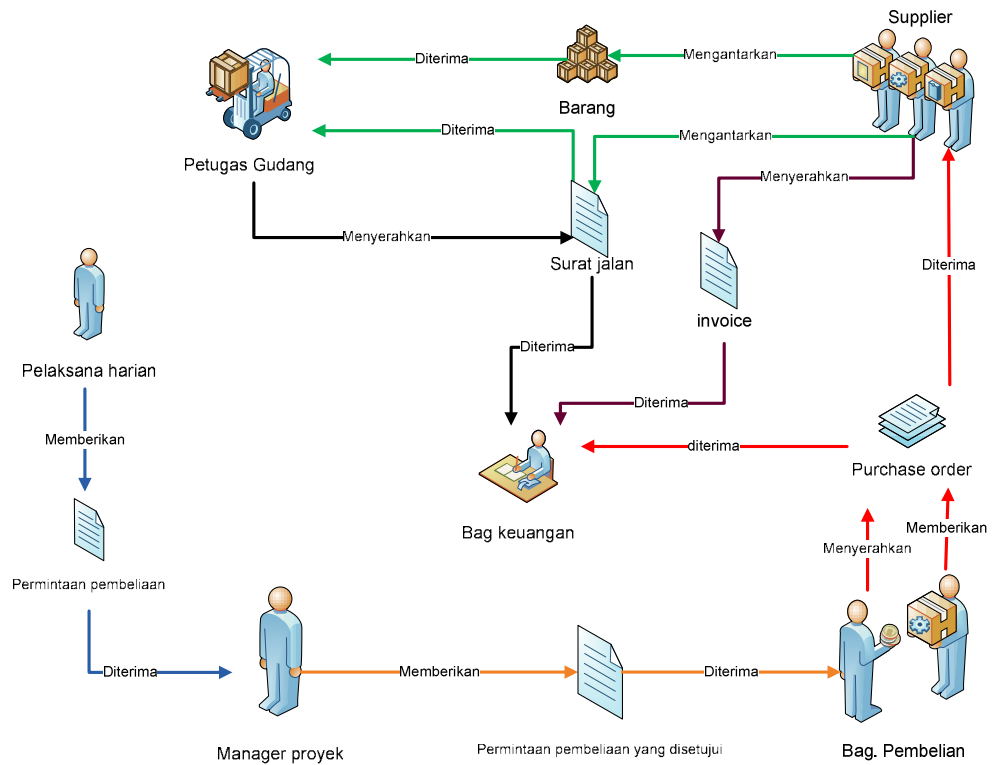 Supplier
Diterima
Mengantarkan
Barang
Diterima
Mengantarkan
Petugas Gudang
Menyerahkan
Menyerahkan
Surat jalan
Diterima
invoice
Diterima
Pelaksana harian
Diterima
Memberikan
diterima
Purchase order
Bag keuangan
Memberikan
Menyerahkan
Permintaan pembeliaan
Diterima
Memberikan
Diterima
Manager proyek
Permintaan pembeliaan yang disetujui
Bag. Pembelian